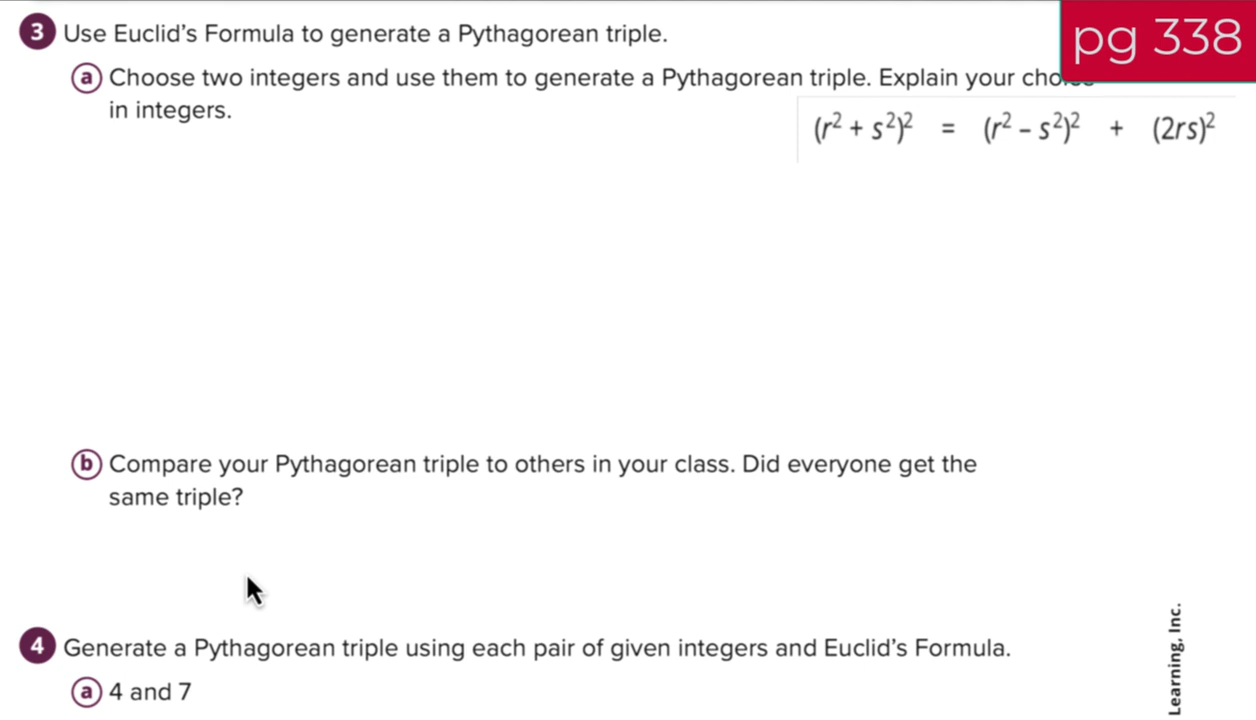 3 Use Euclid’s Formula to generate a Pythagorean triple.
pg 338
a Choose two integers and use them to generate a Pythagorean triple. Explain your
in integers.
(r² + s²)² = (r² – s²)² + (2rs)²
b Compare your Pythagorean triple to others in your class. Did everyone get the
same triple?
4 Generate a Pythagorean triple using each pair of given integers and Euclid’s Formula.
a 4 and 7
Learning, Inc.